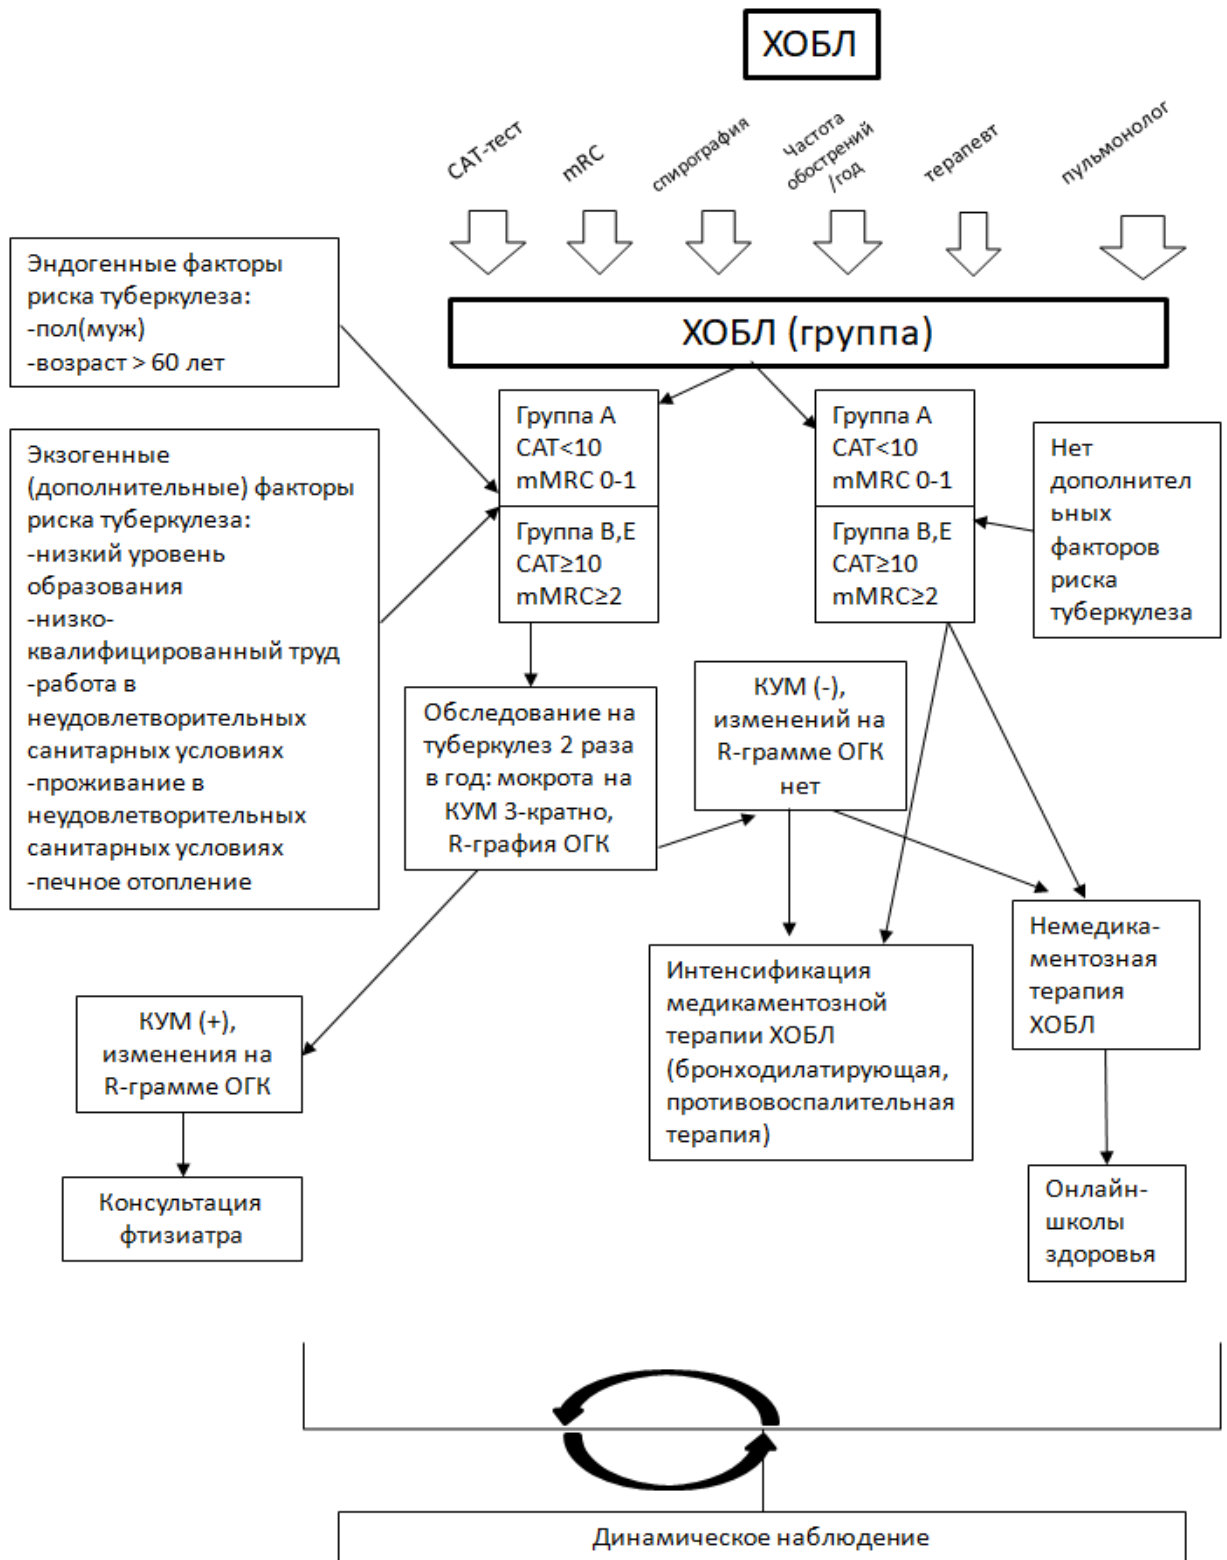 ХОБЛ
САТ-тест
mRC
спирография
Частота
обострений
/год
терапевт
пульмонолог
ХОБЛ (группа)
Эндогенные факторы
риска туберкулеза:
-пол(муж)
-возраст > 60 лет
Экзогенные
(дополнительные) факторы
риска туберкулеза:
-низкий уровень
образования
-низко-
квалифицированный труд
-работа в
неудовлетворительных
санитарных условиях
-проживание в
неудовлетворительных
санитарных условиях
-печное отопление
Группа А
САТ<10
mMRC 0-1
Группа В,Е
САТ≥10
mMRC≥2
Группа А
САТ<10
mMRC 0-1
Группа В,Е
САТ≥10
mMRC≥2
Нет
дополнител
ьных
факторов
риска
туберкулеза
Обследование на
туберкулез 2 раза
в год: мокрота на
КУМ 3-кратно,
R-графия ОГК
КУМ (-),
изменений на
R-грамме ОГК
нет
КУМ (+),
изменения на
R-грамме ОГК
Консультация
фтизиатра
Интенсификация
медикаментозной
терапии ХОБЛ
(бронходилатирующая,
противовоспалительная
терапия)
Немедика-
ментозная
терапия
ХОБЛ
Онлайн-
школы
здоровья
Динамическое наблюдение